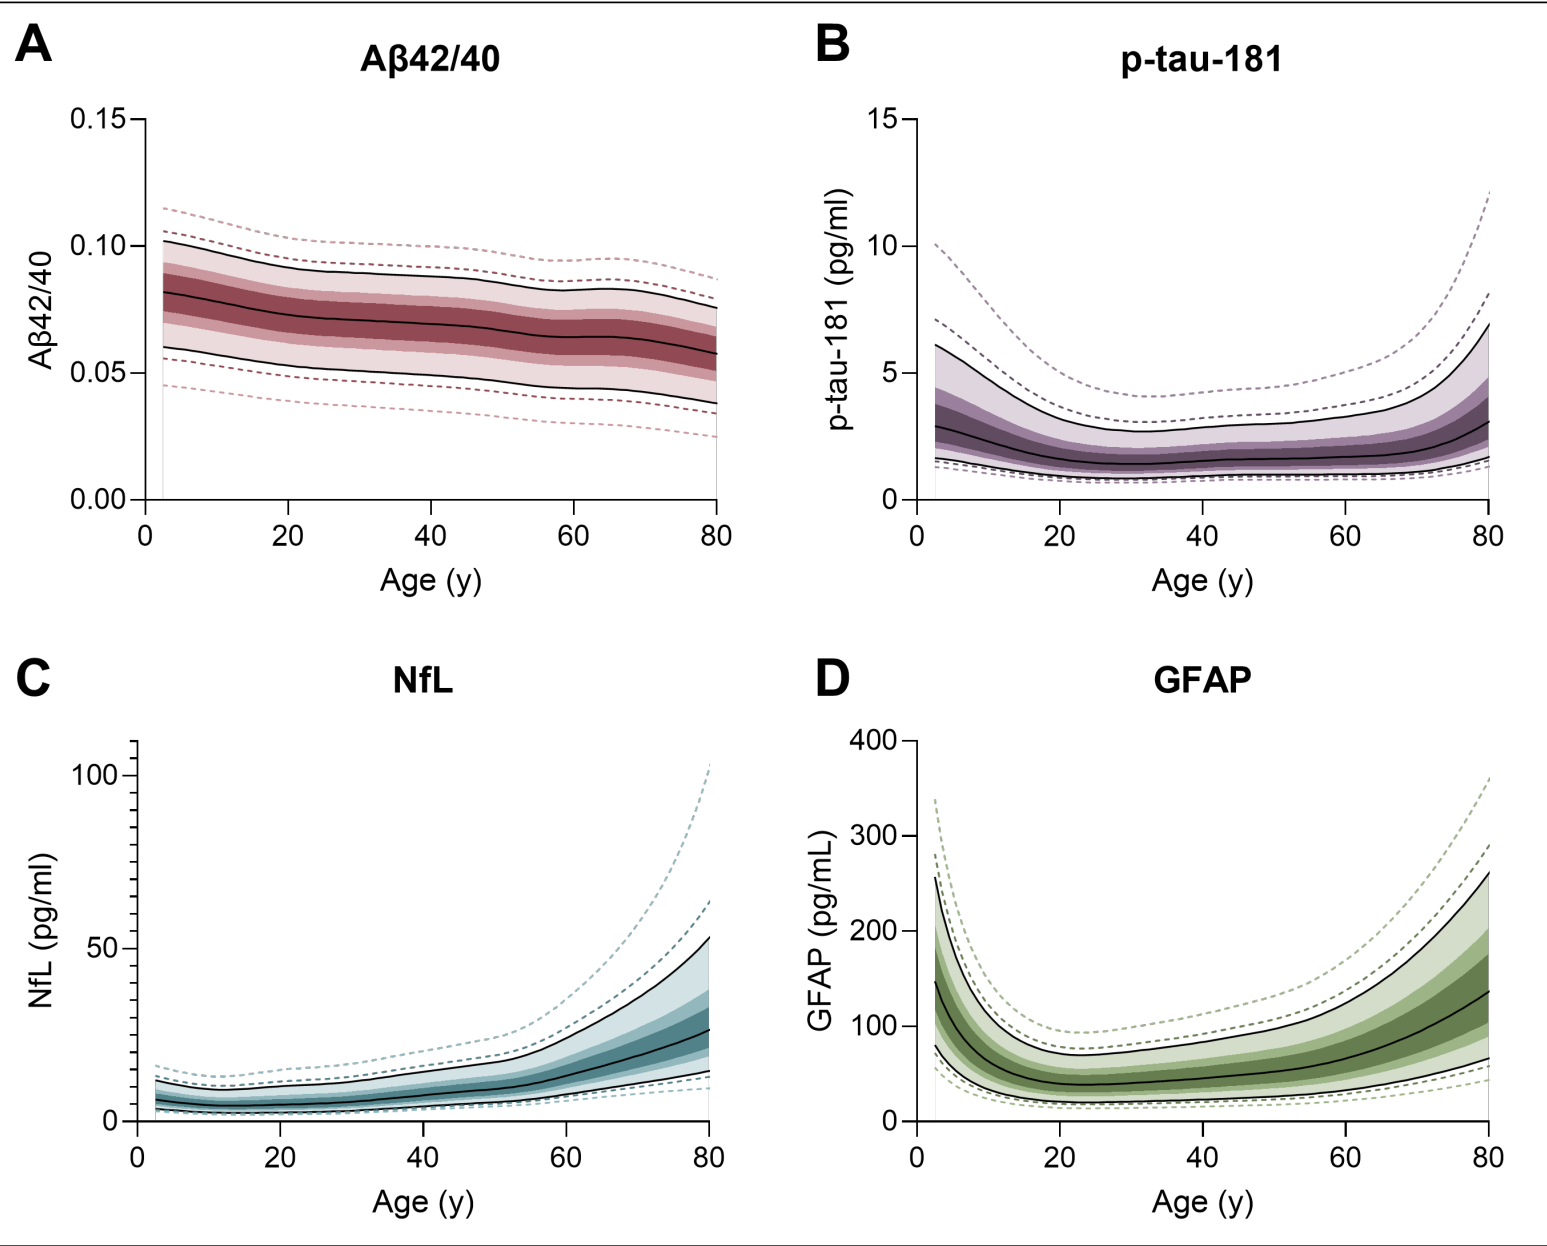 A
Aβ42/40
0.15
0.10
0.05
0.00
Aβ42/40
0 20 40 60 80
Age (y)
B
p-tau-181
15
10
5
0
p-tau-181 (pg/ml)
0 20 40 60 80
Age (y)
C
NfL
100
50
0
NfL (pg/ml)
0 20 40 60 80
Age (y)
D
GFAP
400
300
200
100
0
GFAP (pg/mL)
0 20 40 60 80
Age (y)